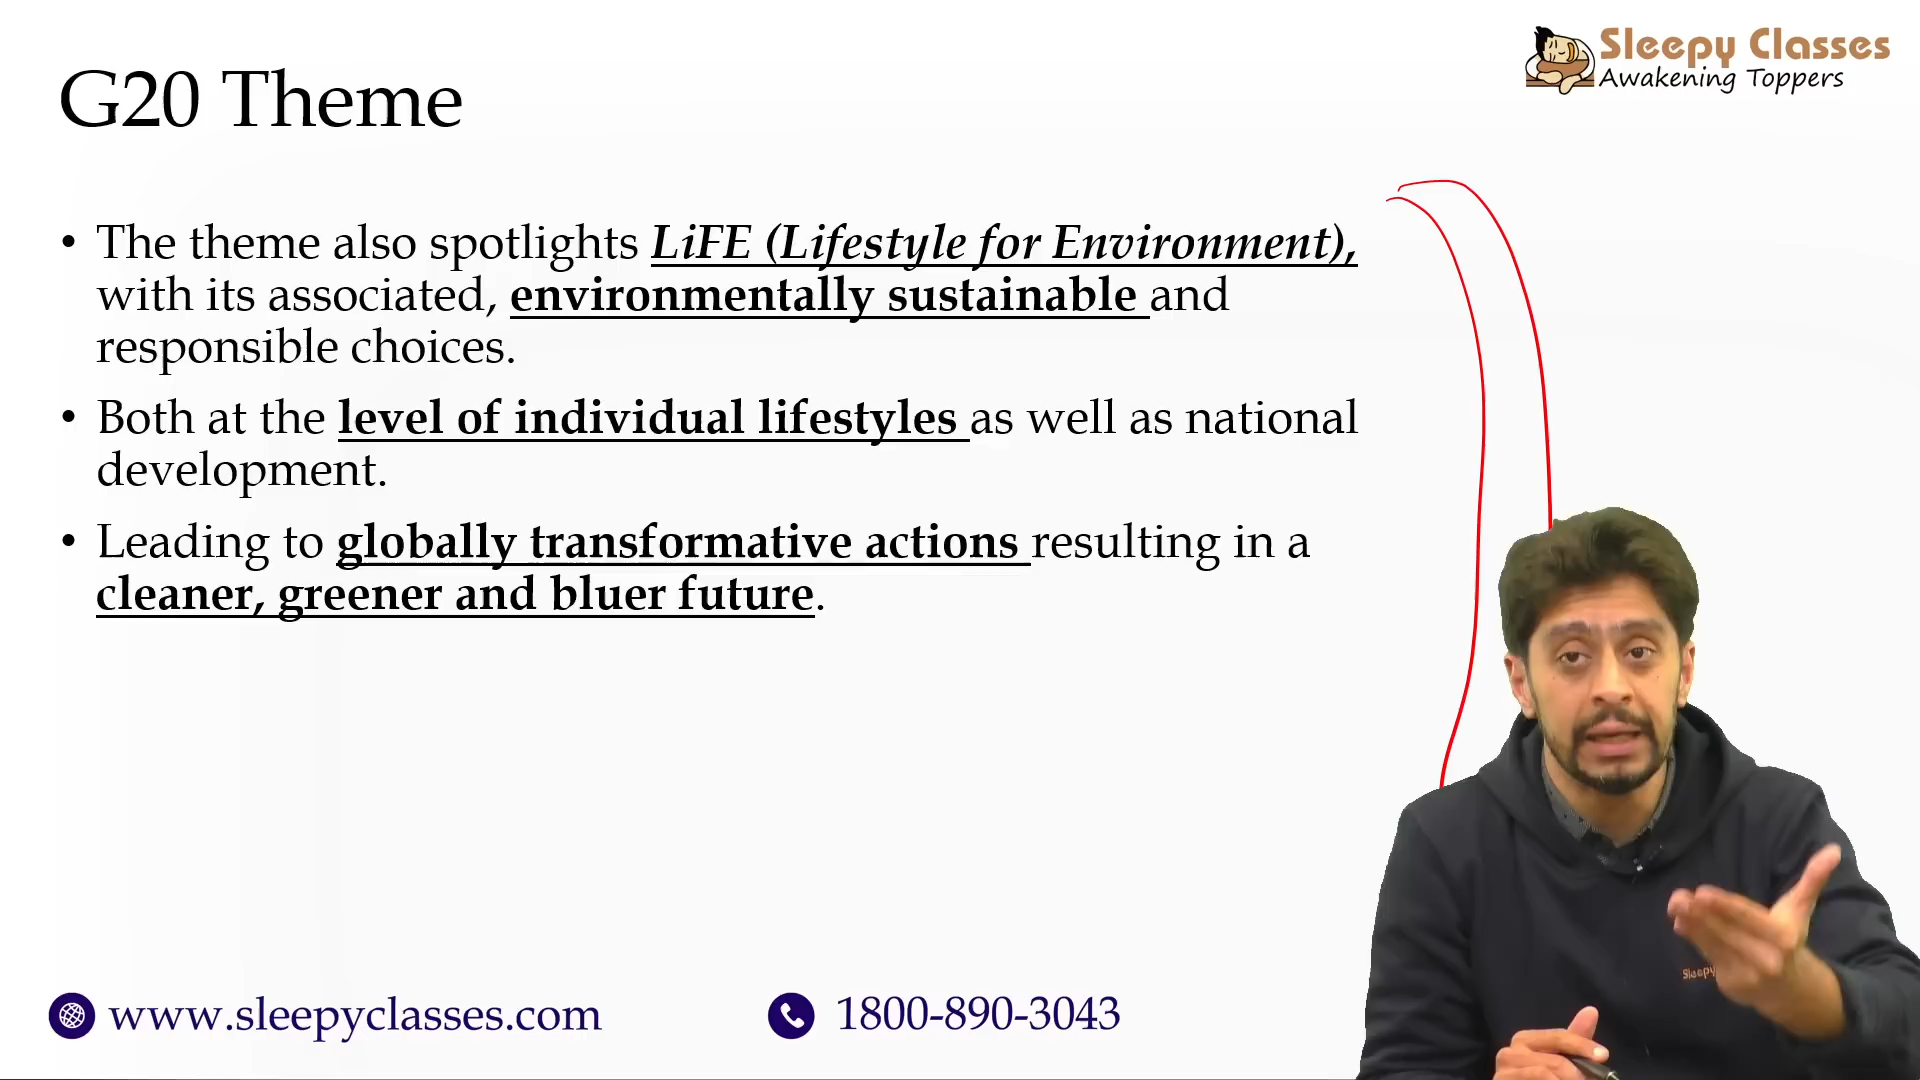 Sleepy Classes
Awakening Toppers
G20 Theme
• The theme also spotlights LiFE (Lifestyle for Environment),
with its associated, environmentally sustainable and
responsible choices.
• Both at the level of individual lifestyles as well as national
development.
• Leading to globally transformative actions resulting in a
cleaner, greener and bluer future.
Sleepy
www.sleepyclasses.com
1800-890-3043